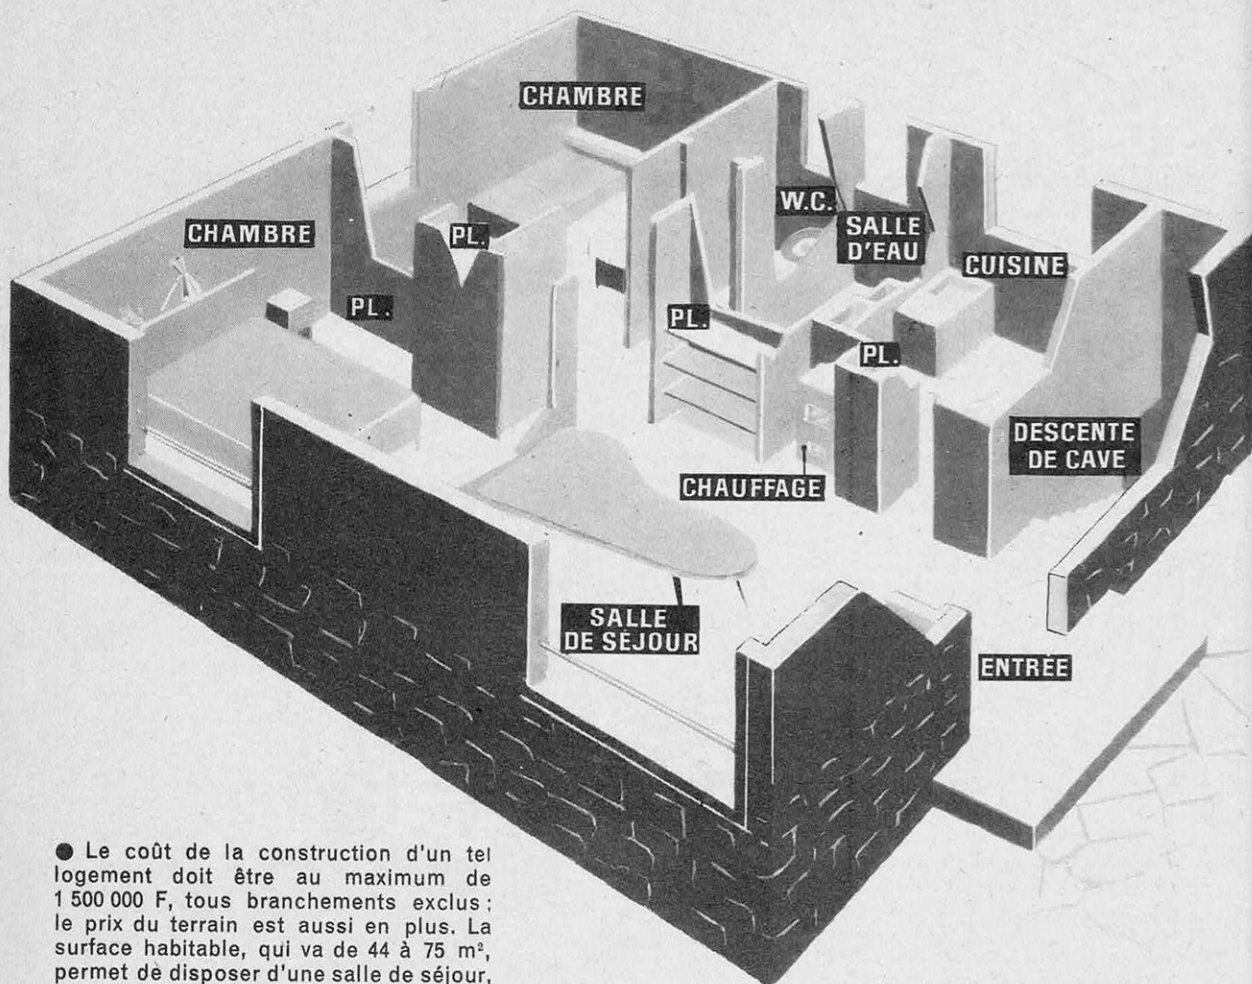 CHAMBRE
CHAMBRE
PL.
W.C.
SALLE
D'EAU
CUISINE
PL.
PL.
PL.
DESCENTE
DE CAVE
CHAUFFAGE
SALLE
DE SÉJOUR
ENTRÉE
● Le coût de la construction d'un tel
logement doit être au maximum de
1 500 000 F, tous branchements exclus ;
le prix du terrain est aussi en plus. La
surface habitable, qui va de 44 à 75 m²,
permet de disposer d'une salle de séjour,